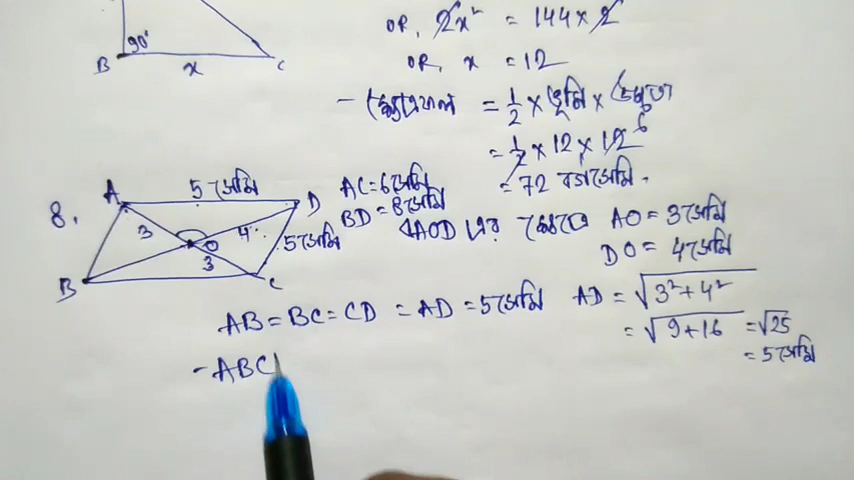 90°
B x C
OR, 2x² = 144 × 2
OR, x = 12
- ক্ষেত্রফল = 1/2 × ভূমি × উচ্চতা
= 1/2 × 12 × 12 6
= 72 বর্গসেমি.
8.
A 5 সেমি D
AC = 6 সেমি
BD = 8 সেমি
3 4 O 3 5 সেমি
B C
△AOD এর ক্ষেত্রে AO = 3 সেমি
DO = 4 সেমি
AB = BC = CD = AD = 5 সেমি
AD = √3² + 4²
= √9 + 16 = √25
= 5 সেমি
- ABC